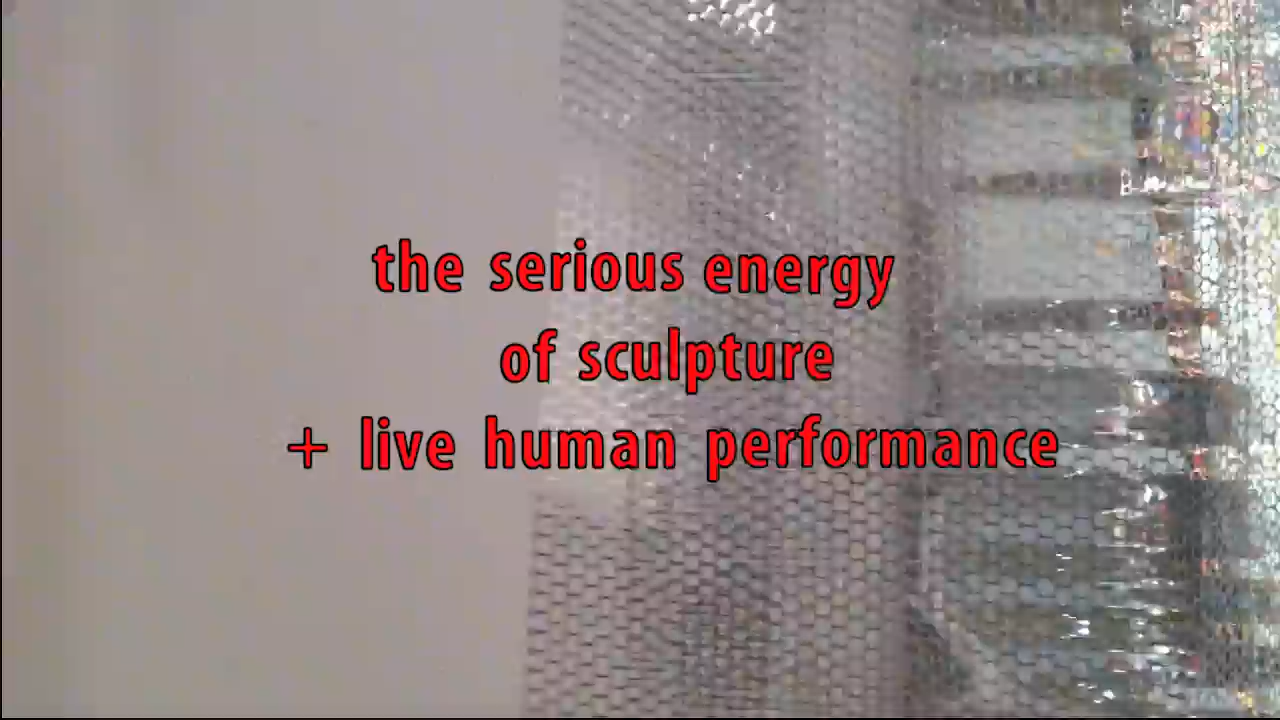 the serious energy
of sculpture
+ live human performance